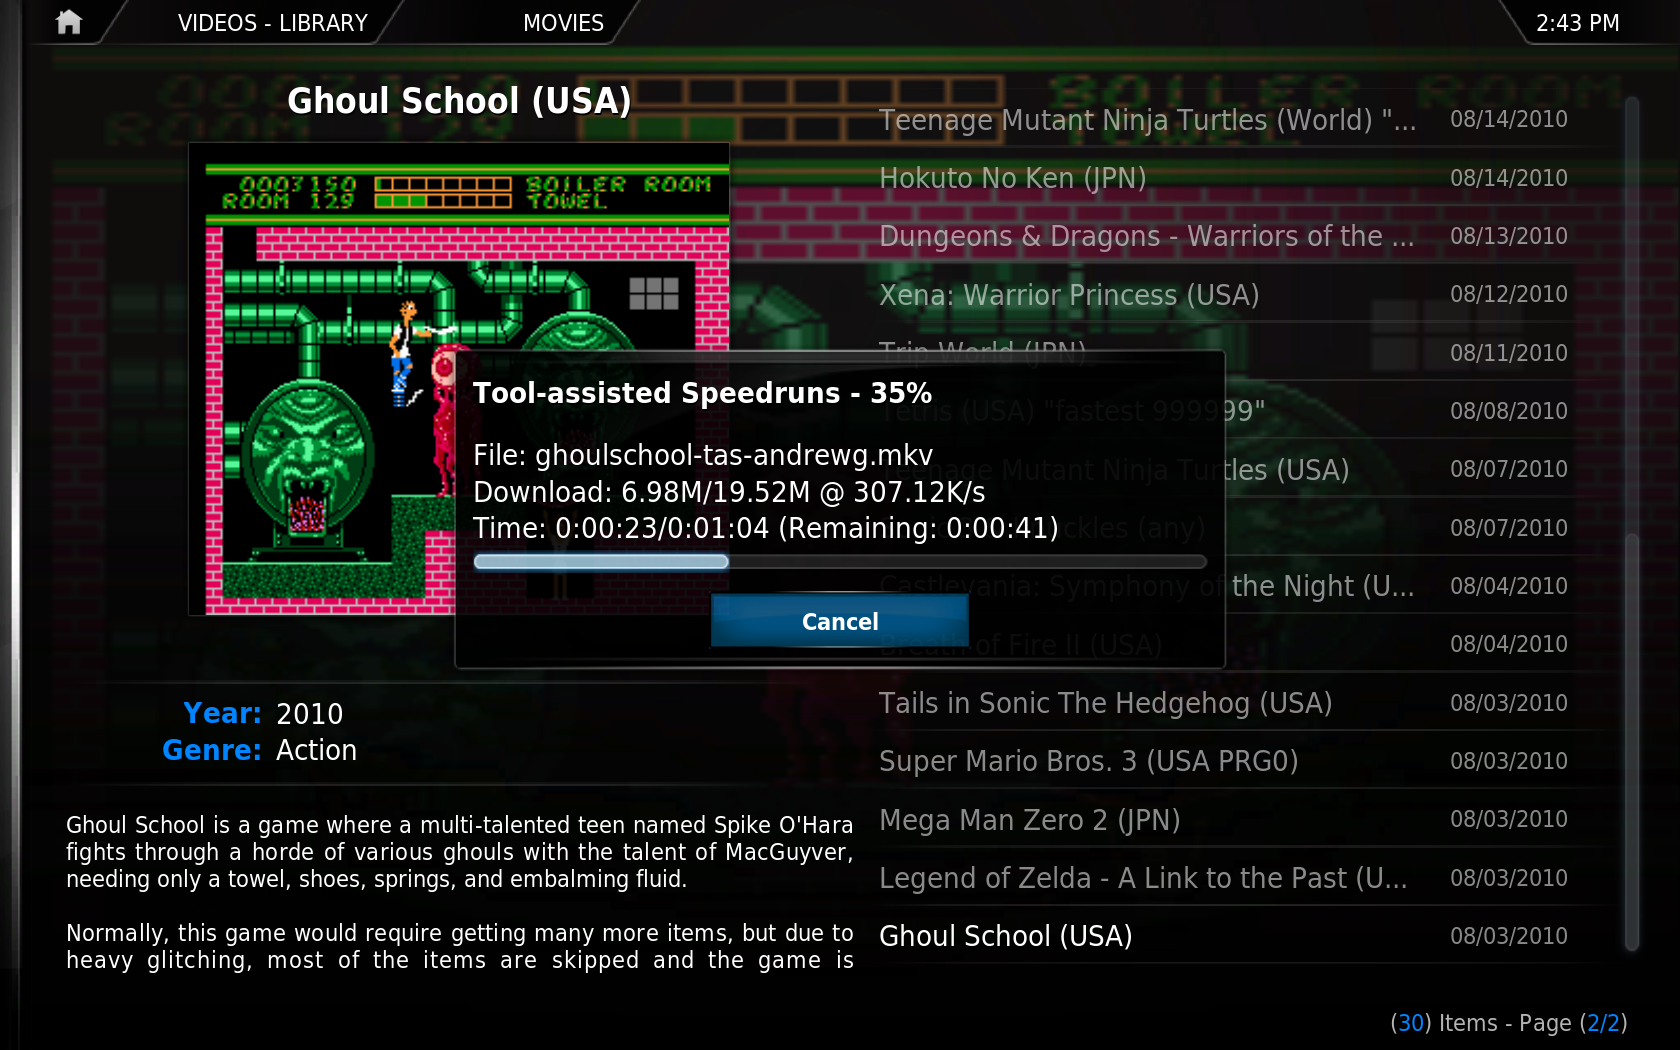 VIDEOS - LIBRARY
MOVIES
2:43 PM
Ghoul School (USA)
0003150
BOILER ROOM
ROOM 129
TOWEL
Teenage Mutant Ninja Turtles (World) "... 08/14/2010
Hokuto No Ken (JPN) 08/14/2010
Dungeons & Dragons - Warriors of the ... 08/13/2010
Xena: Warrior Princess (USA) 08/12/2010
Trip World (JPN) 08/11/2010
Tetris (USA) "fastest 999999" 08/08/2010
Teenage Mutant Ninja Turtles (USA) 08/07/2010
ckles (any) 08/07/2010
Castlevania: Symphony of the Night (U... 08/04/2010
Breath of Fire II (USA) 08/04/2010
Tails in Sonic The Hedgehog (USA) 08/03/2010
Super Mario Bros. 3 (USA PRG0) 08/03/2010
Mega Man Zero 2 (JPN) 08/03/2010
Legend of Zelda - A Link to the Past (U... 08/03/2010
Ghoul School (USA) 08/03/2010
Tool-assisted Speedruns - 35%
File: ghoulschool-tas-andrewg.mkv
Download: 6.98M/19.52M @ 307.12K/s
Time: 0:00:23/0:01:04 (Remaining: 0:00:41)
Cancel
Year: 2010
Genre: Action
Ghoul School is a game where a multi-talented teen named Spike O'Hara
fights through a horde of various ghouls with the talent of MacGuyver,
needing only a towel, shoes, springs, and embalming fluid.
Normally, this game would require getting many more items, but due to
heavy glitching, most of the items are skipped and the game is
(30) Items - Page (2/2)